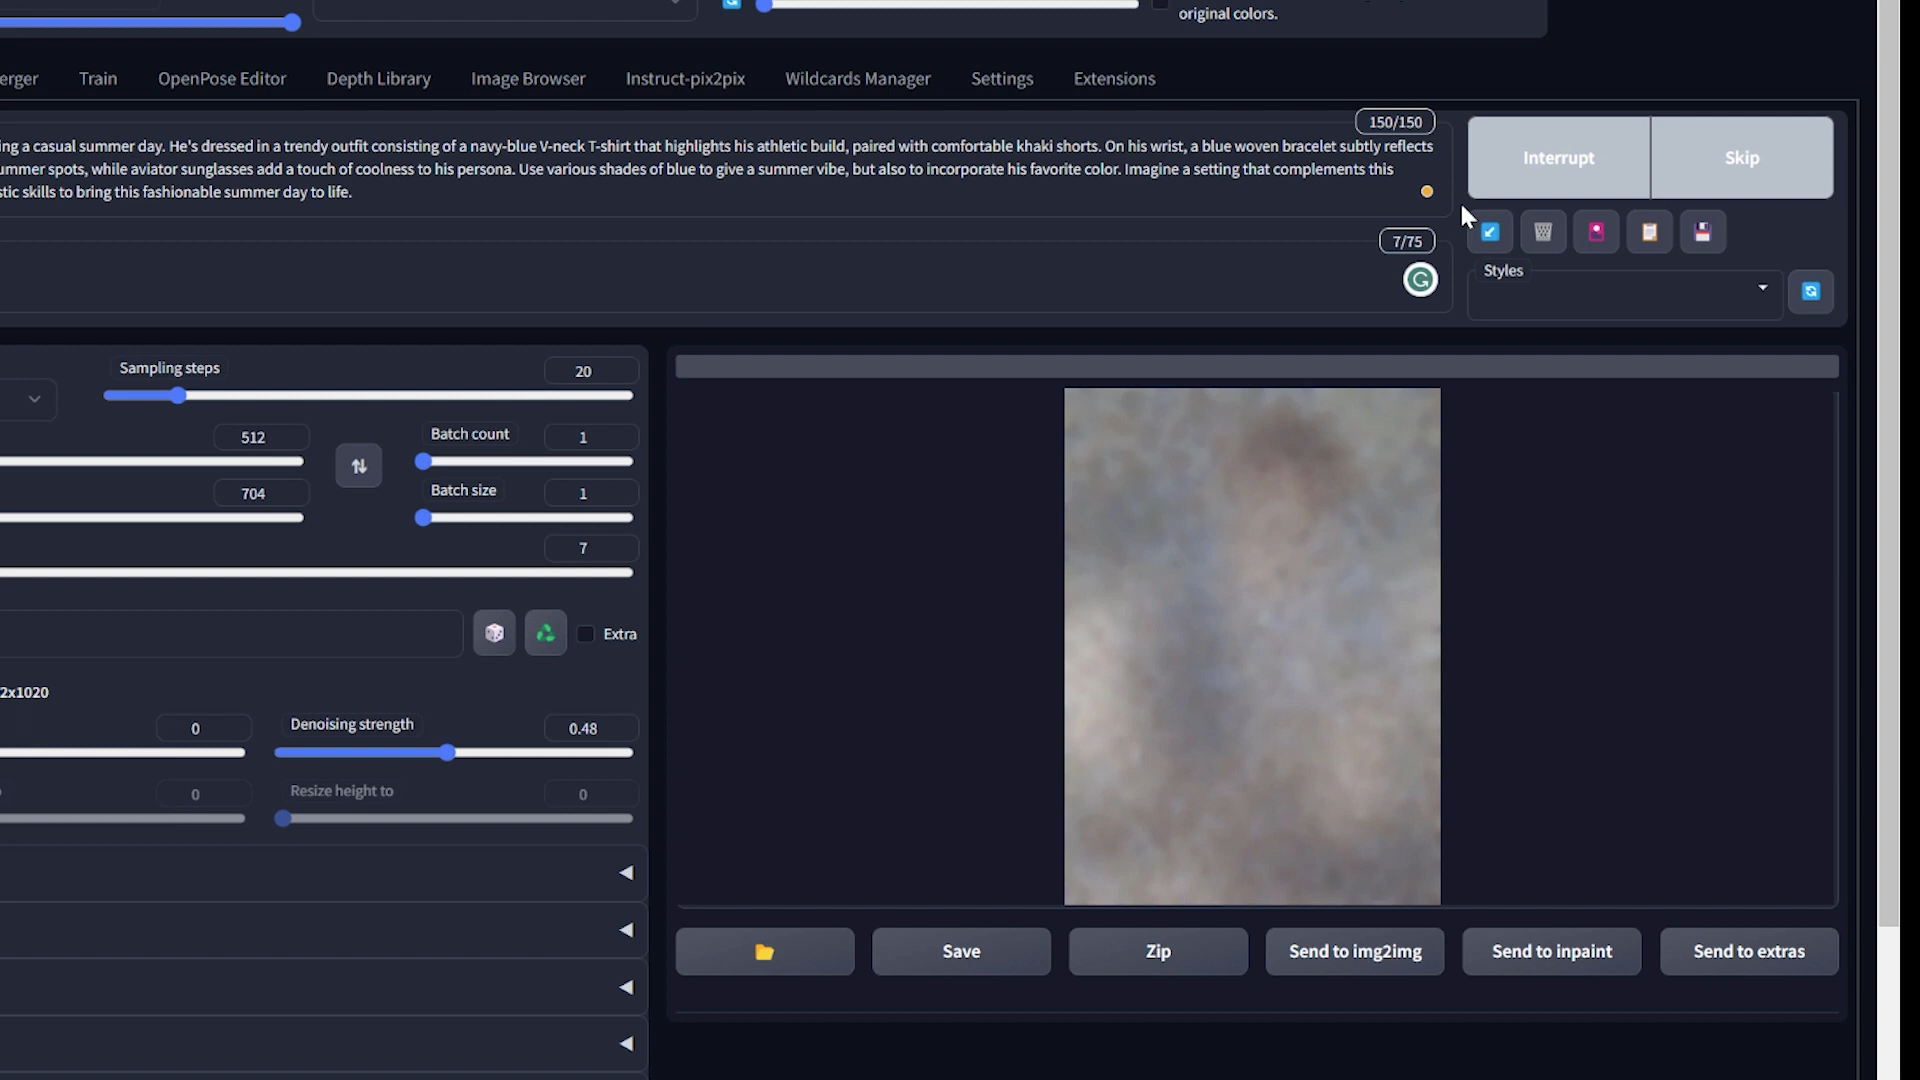 original colors.
erger Train OpenPose Editor Depth Library Image Browser Instruct-pix2pix Wildcards Manager Settings Extensions
150/150
ing a casual summer day. He's dressed in a trendy outfit consisting of a navy-blue V-neck T-shirt that highlights his athletic build, paired with comfortable khaki shorts. On his wrist, a blue woven bracelet subtly reflects
ummer spots, while aviator sunglasses add a touch of coolness to his persona. Use various shades of blue to give a summer vibe, but also to incorporate his favorite color. Imagine a setting that complements this
stic skills to bring this fashionable summer day to life.
Interrupt Skip
7/75
Styles
Sampling steps 20
512 Batch count 1
704 Batch size 1
7
Extra
2x1020
0 Denoising strength 0.48
0 Resize height to 0
Save Zip Send to img2img Send to inpaint Send to extras